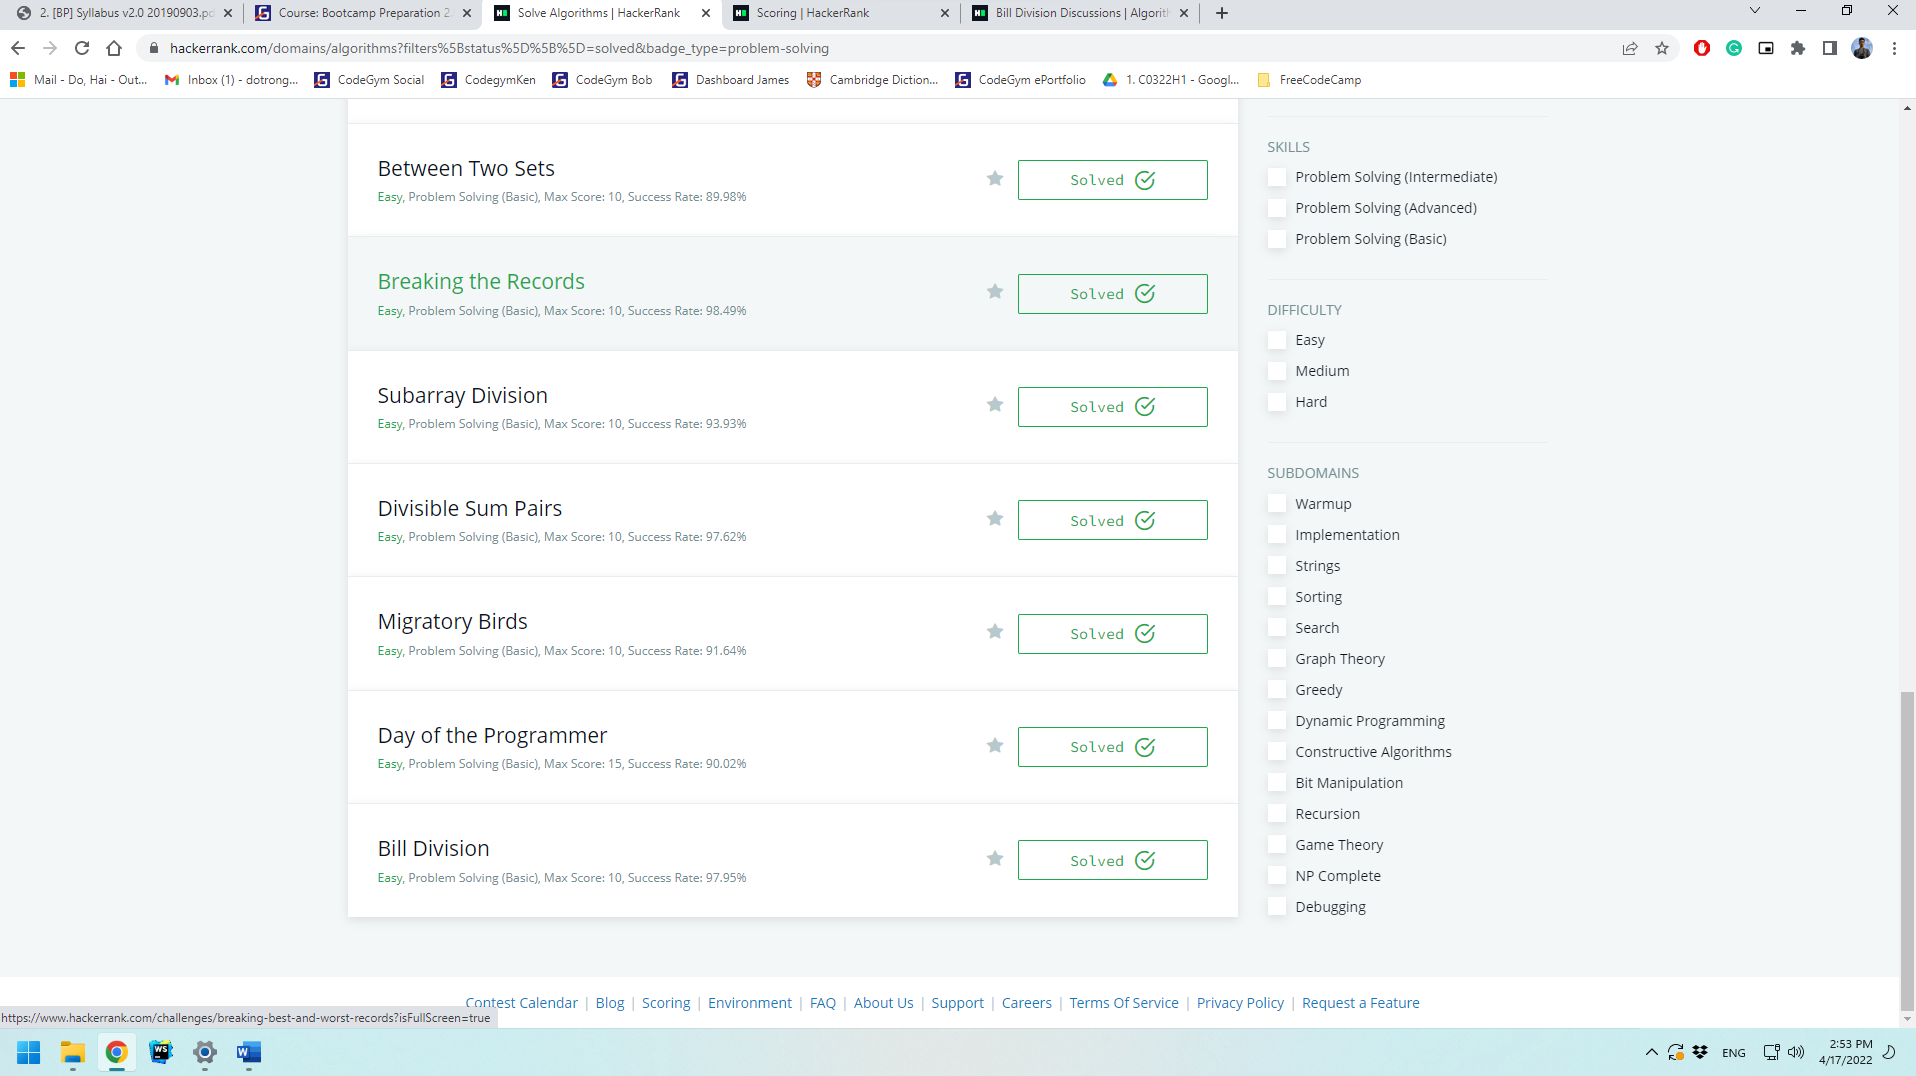 2. [BP] Syllabus v2.0 20190903.pd
Course: Bootcamp Preparation 2.
Solve Algorithms | HackerRank
Scoring | HackerRank
Bill Division Discussions | Algorith
hackerrank.com/domains/algorithms?filters%5Bstatus%5D%5B%5D=solved&badge_type=problem-solving
Mail - Do, Hai - Out...
Inbox (1) - dotrong...
CodeGym Social
CodegymKen
CodeGym Bob
Dashboard James
Cambridge Diction...
CodeGym ePortfolio
1. C0322H1 - Googl...
FreeCodeCamp
Between Two Sets
Easy, Problem Solving (Basic), Max Score: 10, Success Rate: 89.98%
Solved
Breaking the Records
Easy, Problem Solving (Basic), Max Score: 10, Success Rate: 98.49%
Solved
Subarray Division
Easy, Problem Solving (Basic), Max Score: 10, Success Rate: 93.93%
Solved
Divisible Sum Pairs
Easy, Problem Solving (Basic), Max Score: 10, Success Rate: 97.62%
Solved
Migratory Birds
Easy, Problem Solving (Basic), Max Score: 10, Success Rate: 91.64%
Solved
Day of the Programmer
Easy, Problem Solving (Basic), Max Score: 15, Success Rate: 90.02%
Solved
Bill Division
Easy, Problem Solving (Basic), Max Score: 10, Success Rate: 97.95%
Solved
SKILLS
Problem Solving (Intermediate)
Problem Solving (Advanced)
Problem Solving (Basic)
DIFFICULTY
Easy
Medium
Hard
SUBDOMAINS
Warmup
Implementation
Strings
Sorting
Search
Graph Theory
Greedy
Dynamic Programming
Constructive Algorithms
Bit Manipulation
Recursion
Game Theory
NP Complete
Debugging
Contest Calendar | Blog | Scoring | Environment | FAQ | About Us | Support | Careers | Terms Of Service | Privacy Policy | Request a Feature
https://www.hackerrank.com/challenges/breaking-best-and-worst-records?isFullScreen=true
WS
W
ENG
2:53 PM
4/17/2022